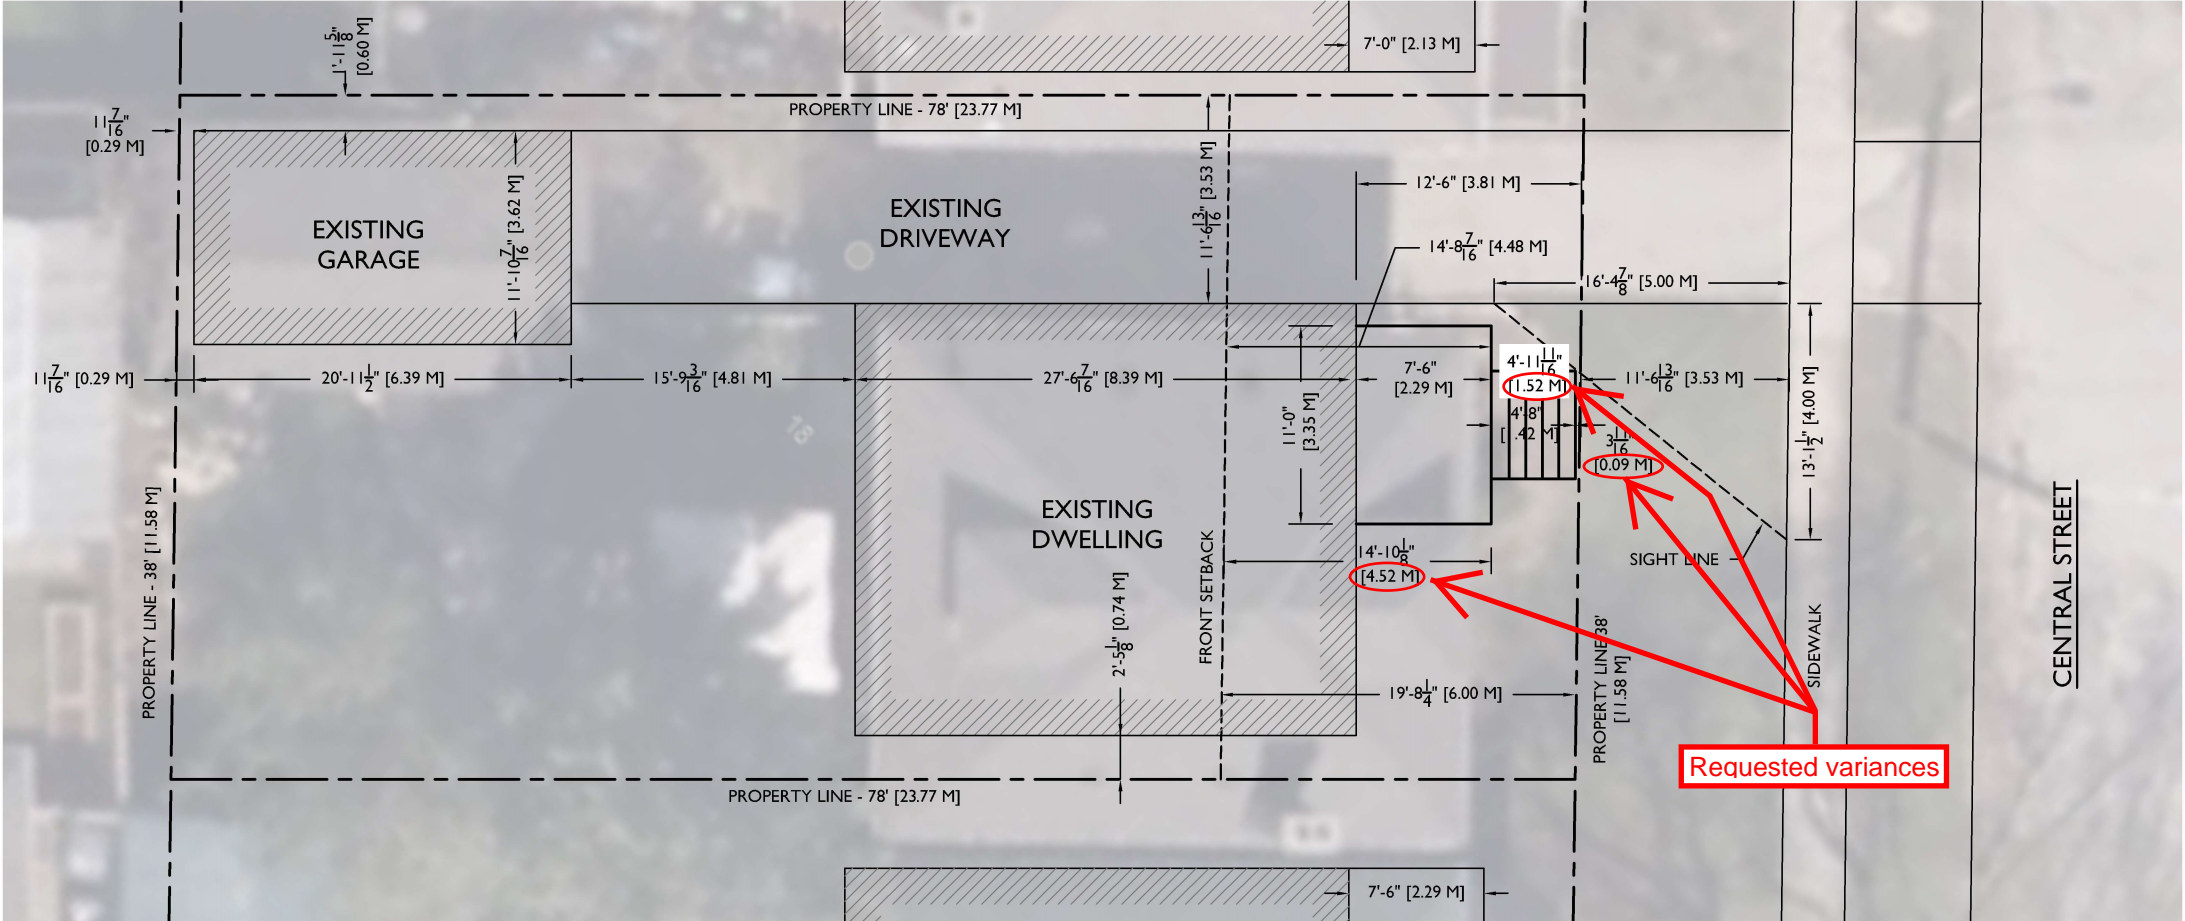 1'-11 5/8"
[0.60 M]
7'-0" [2.13 M]
PROPERTY LINE - 78' [23.77 M]
11 7/16"
[0.29 M]
11'-10 7/16" [3.62 M]
EXISTING
GARAGE
EXISTING
DRIVEWAY
11'-6 13/16" [3.53 M]
12'-6" [3.81 M]
14'-8 7/16" [4.48 M]
16'-4 7/8" [5.00 M]
11 7/16" [0.29 M]
20'-11 1/2" [6.39 M]
15'-9 3/16" [4.81 M]
27'-6 7/16" [8.39 M]
7'-6"
[2.29 M]
4'-11 11/16"
[1.52 M]
11'-6 13/16" [3.53 M]
11'-0"
[3.35 M]
4'-8"
[1.42 M]
3 11/16"
[0.09 M]
13'-1 1/2" [4.00 M]
18
EXISTING
DWELLING
FRONT SETBACK
14'-10 1/8"
[4.52 M]
SIGHT LINE
2'-5 1/8" [0.74 M]
19'-8 1/4" [6.00 M]
PROPERTY LINE - 38' [11.58 M]
PROPERTY LINE 38'
[11.58 M]
SIDEWALK
CENTRAL STREET
Requested variances
PROPERTY LINE - 78' [23.77 M]
7'-6" [2.29 M]